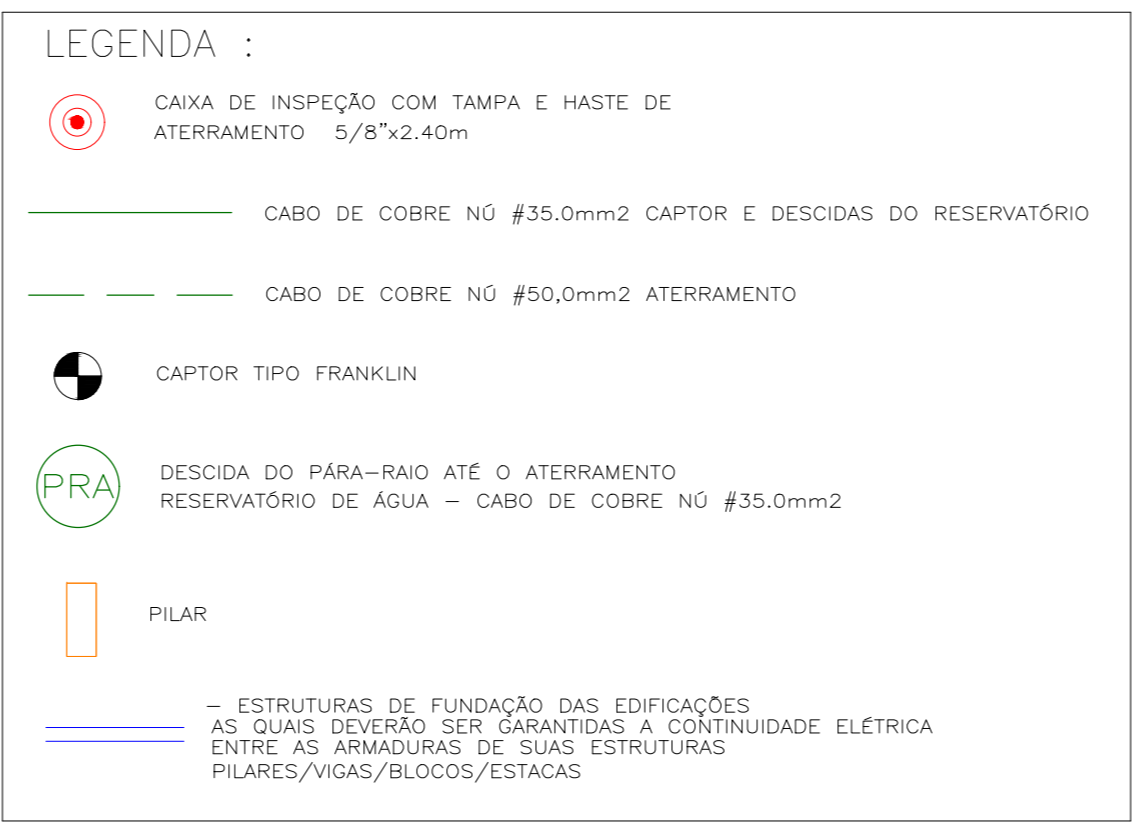 LEGENDA :
CAIXA DE INSPEÇÃO COM TAMPA E HASTE DE
ATERRAMENTO 5/8"x2.40m
CABO DE COBRE NÚ #35.0mm2 CAPTOR E DESCIDAS DO RESERVATÓRIO
CABO DE COBRE NÚ #50,0mm2 ATERRAMENTO
CAPTOR TIPO FRANKLIN
PRA
DESCIDA DO PÁRA-RAIO ATÉ O ATERRAMENTO
RESERVATÓRIO DE ÁGUA - CABO DE COBRE NÚ #35.0mm2
PILAR
- ESTRUTURAS DE FUNDAÇÃO DAS EDIFICAÇÕES
AS QUAIS DEVERÃO SER GARANTIDAS A CONTINUIDADE ELÉTRICA
ENTRE AS ARMADURAS DE SUAS ESTRUTURAS
PILARES/VIGAS/BLOCOS/ESTACAS